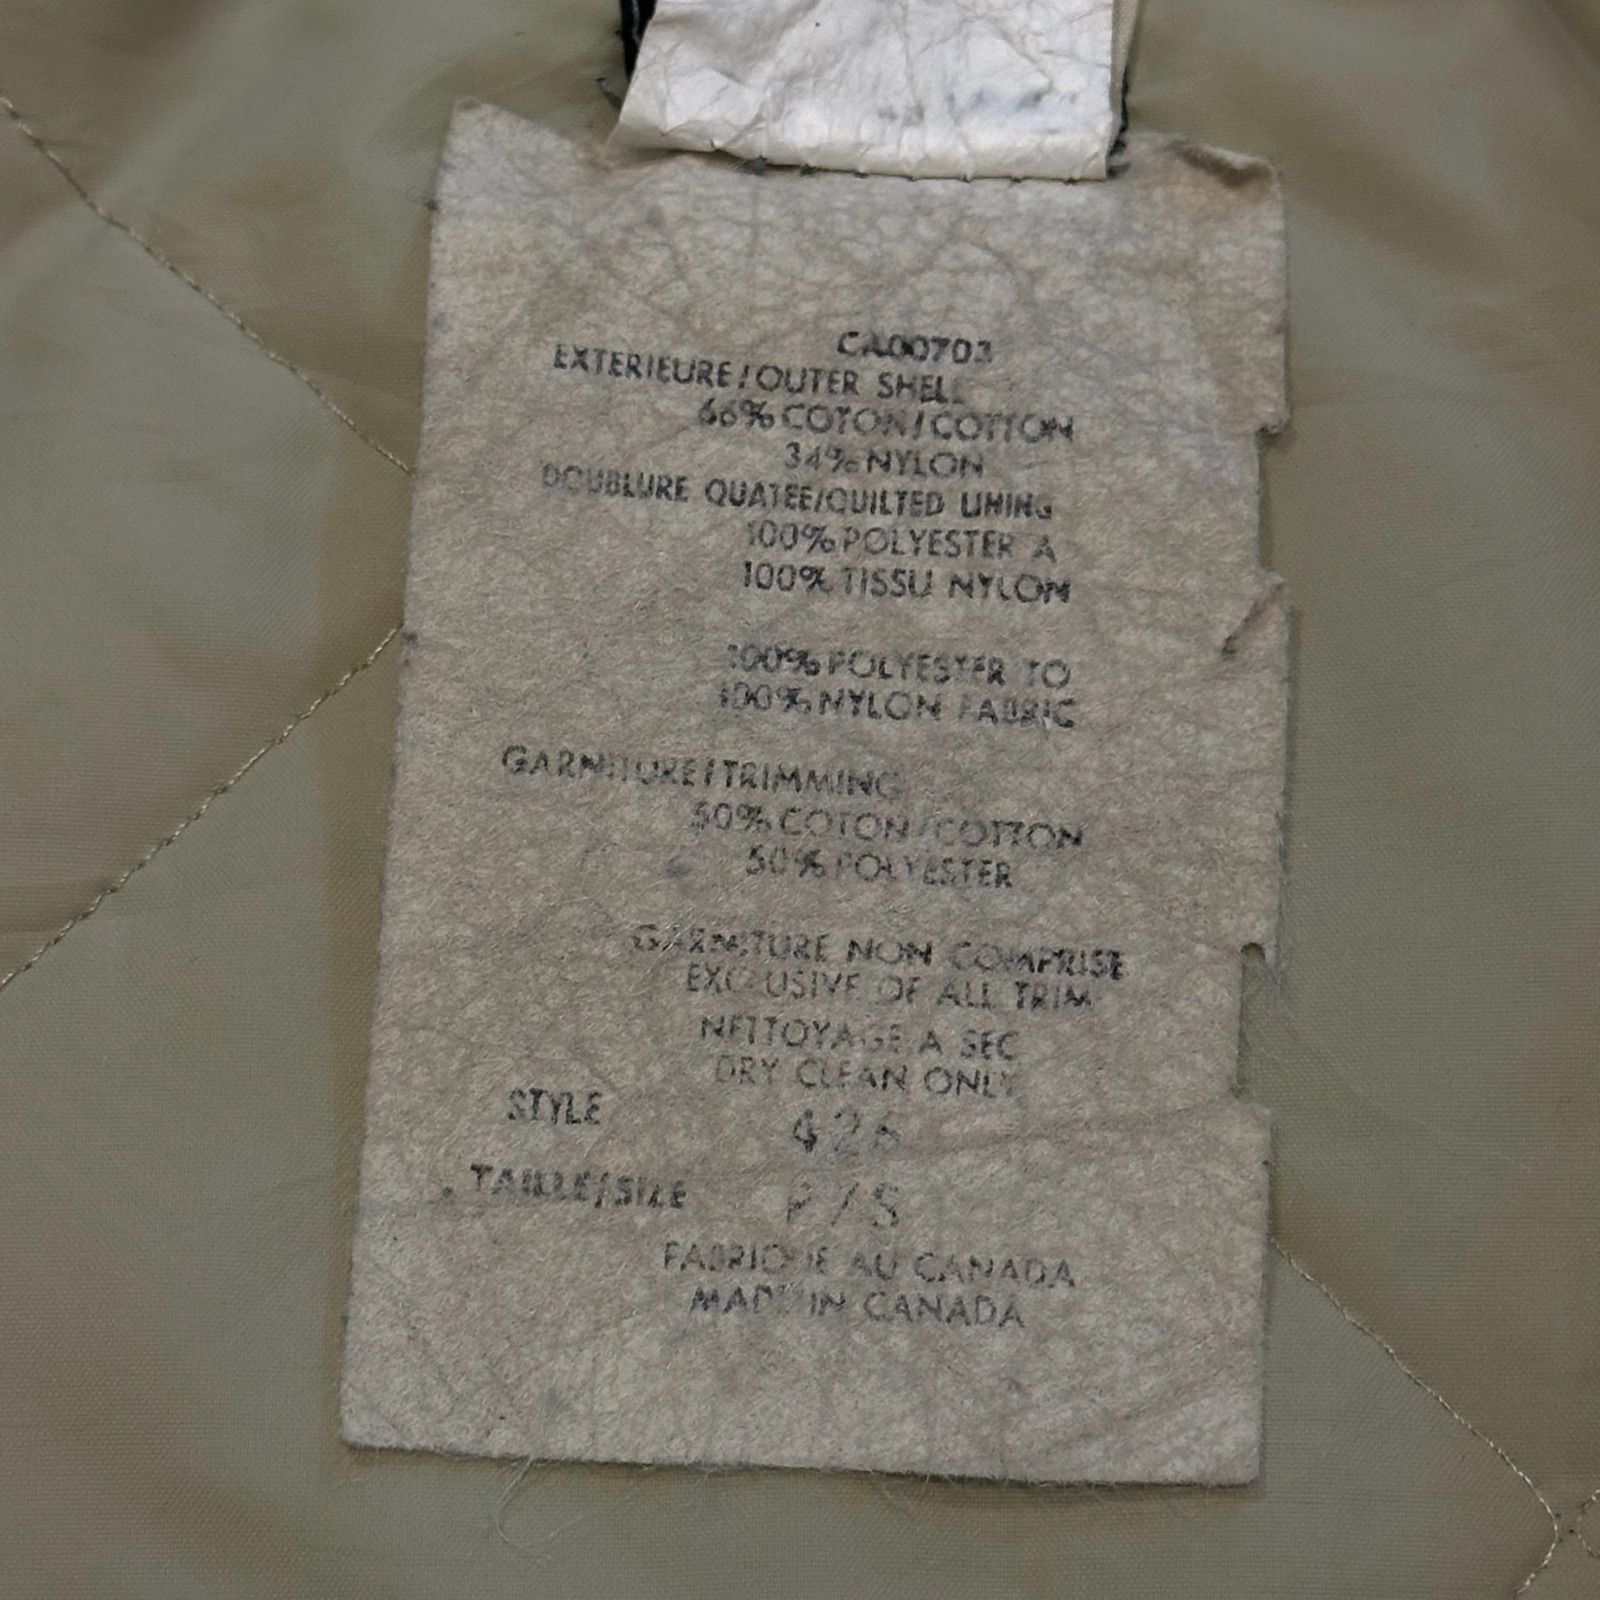 CA00703
EXTERIEURE/OUTER SHELL
66% COTON/COTTON
34% NYLON
DOUBLURE QUATEE/QUILTED LINING
100% POLYESTER A
100% TISSU NYLON
100% POLYESTER TO
100% NYLON FABRIC
GARNITURE/TRIMMING
50% COTON/COTTON
50% POLYESTER
GARNITURE NON COMPRISE
EXCLUSIVE OF ALL TRIM
NETTOYAGE A SEC
DRY CLEAN ONLY
STYLE 426
TAILLE/SIZE P/S
FABRIQUE AU CANADA
MADE IN CANADA